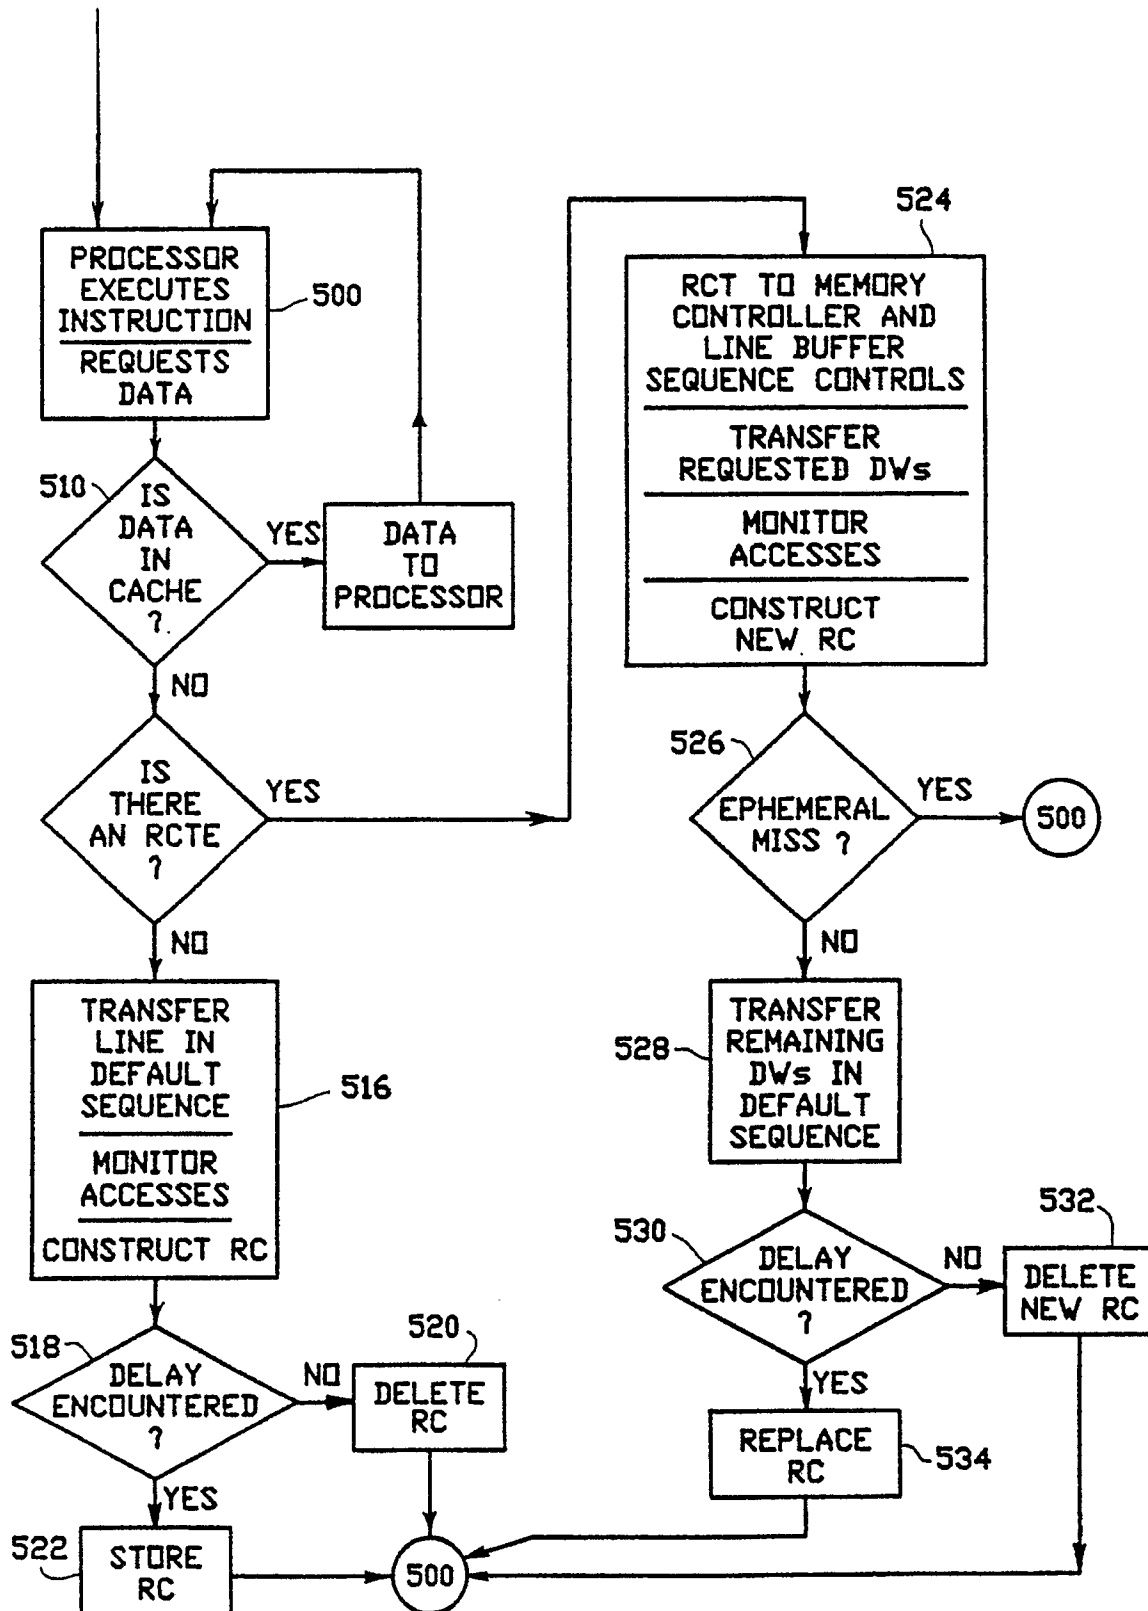 PROCESSOR
EXECUTES
INSTRUCTION
REQUESTS
DATA
500
510
IS
DATA
IN
CACHE
?
YES
DATA
TO
PROCESSOR
NO
IS
THERE
AN RCTE
?
YES
NO
TRANSFER
LINE IN
DEFAULT
SEQUENCE
MONITOR
ACCESSES
CONSTRUCT RC
516
518
DELAY
ENCOUNTERED
?
NO
520
DELETE
RC
YES
522
STORE
RC
500
524
RCT TO MEMORY
CONTROLLER AND
LINE BUFFER
SEQUENCE CONTROLS
TRANSFER
REQUESTED DWs
MONITOR
ACCESSES
CONSTRUCT
NEW RC
526
EPHEMERAL
MISS ?
YES
500
NO
528
TRANSFER
REMAINING
DWs IN
DEFAULT
SEQUENCE
530
DELAY
ENCOUNTERED
?
NO
532
DELETE
NEW RC
YES
REPLACE
RC
534